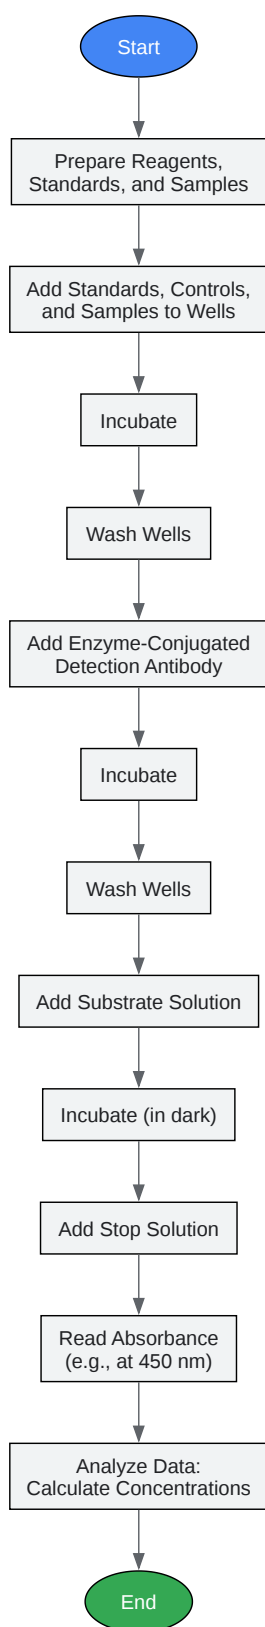 Start
Prepare Reagents,
Standards, and Samples
Add Standards, Controls,
and Samples to Wells
Incubate
Wash Wells
Add Enzyme-Conjugated
Detection Antibody
Incubate
Wash Wells
Add Substrate Solution
Incubate (in dark)
Add Stop Solution
Read Absorbance
(e.g., at 450 nm)
Analyze Data:
Calculate Concentrations
End